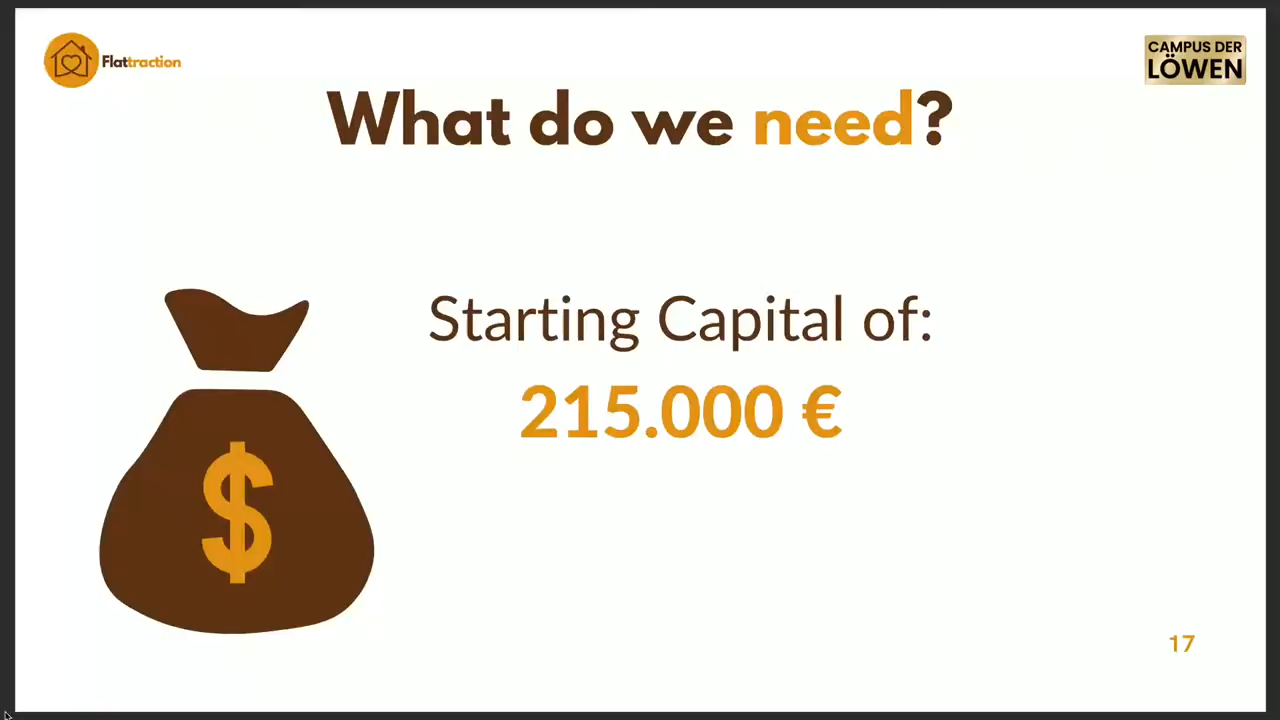 Flattraction
CAMPUS DER
LÖWEN
What do we need?
Starting Capital of:
215.000 €
$
17